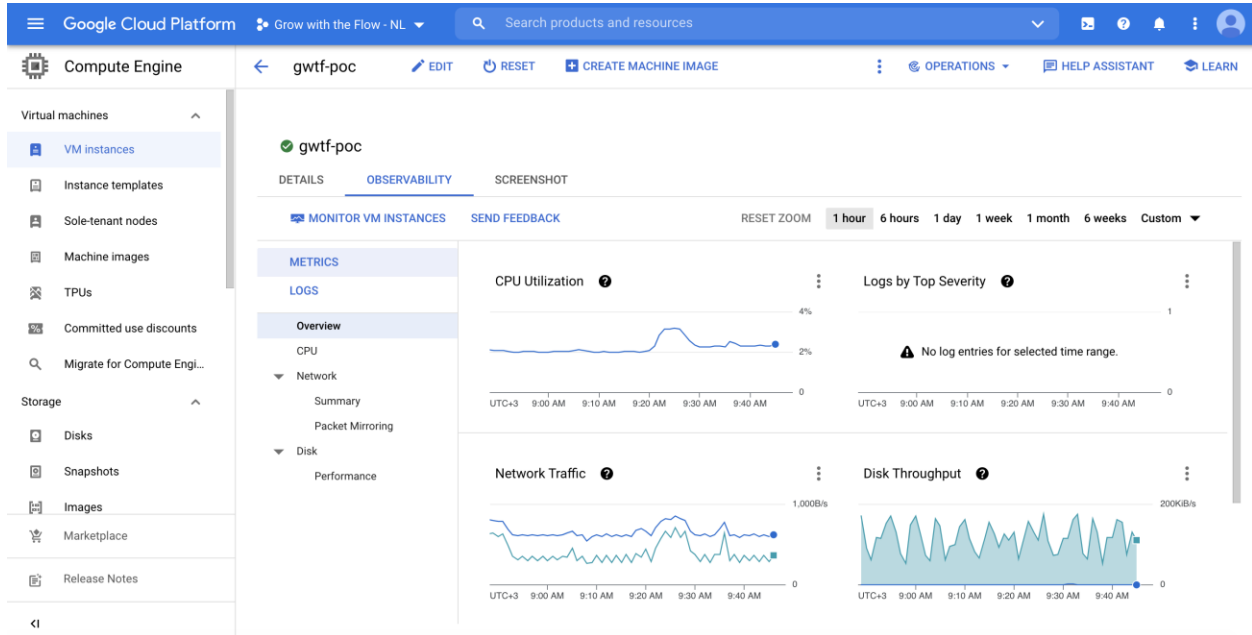 Google Cloud Platform
Grow with the Flow - NL
Search products and resources
Compute Engine
gwtf-poc
EDIT
RESET
CREATE MACHINE IMAGE
OPERATIONS
HELP ASSISTANT
LEARN
Virtual machines
VM instances
Instance templates
Sole-tenant nodes
Machine images
TPUs
Committed use discounts
Migrate for Compute Engi...
Storage
Disks
Snapshots
Images
Marketplace
Release Notes
gwtf-poc
DETAILS
OBSERVABILITY
SCREENSHOT
MONITOR VM INSTANCES
SEND FEEDBACK
RESET ZOOM
1 hour
6 hours
1 day
1 week
1 month
6 weeks
Custom
METRICS
LOGS
Overview
CPU
Network
Summary
Packet Mirroring
Disk
Performance
CPU Utilization
4%
2%
0
UTC+3 9:00 AM 9:10 AM 9:20 AM 9:30 AM 9:40 AM
Logs by Top Severity
1
No log entries for selected time range.
0
UTC+3 9:00 AM 9:10 AM 9:20 AM 9:30 AM 9:40 AM
Network Traffic
1,000B/s
0
UTC+3 9:00 AM 9:10 AM 9:20 AM 9:30 AM 9:40 AM
Disk Throughput
200KiB/s
0
UTC+3 9:00 AM 9:10 AM 9:20 AM 9:30 AM 9:40 AM